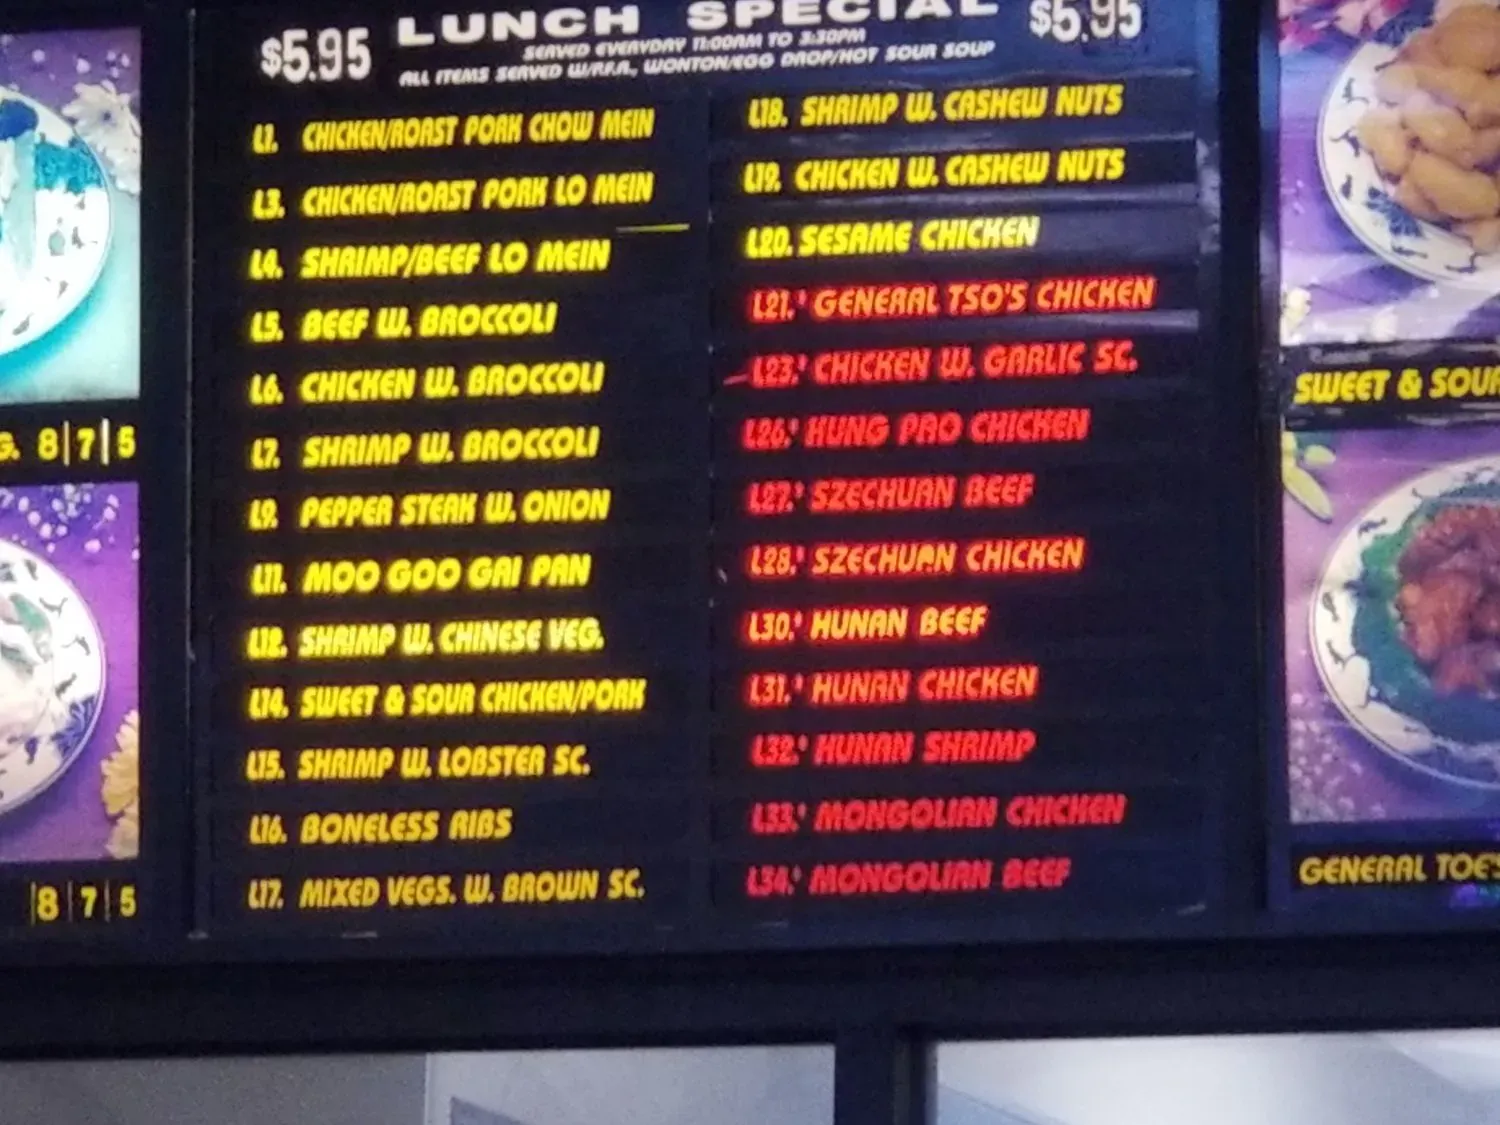 $5.95 LUNCH SPECIAL $5.95
SERVED EVERYDAY 11:00AM TO 3:30PM
ALL ITEMS SERVED W/R.F.R., WONTON/EGG DROP/HOT SOUR SOUP
L1. CHICKEN/ROAST PORK CHOW MEIN
L3. CHICKEN/ROAST PORK LO MEIN
L4. SHRIMP/BEEF LO MEIN
L5. BEEF W. BROCCOLI
L6. CHICKEN W. BROCCOLI
L7. SHRIMP W. BROCCOLI
L9. PEPPER STEAK W. ONION
L11. MOO GOO GAI PAN
L12. SHRIMP W. CHINESE VEG.
L14. SWEET & SOUR CHICKEN/PORK
L15. SHRIMP W. LOBSTER SC.
L16. BONELESS RIBS
L17. MIXED VEGS. W. BROWN SC.
L18. SHRIMP W. CASHEW NUTS
L19. CHICKEN W. CASHEW NUTS
L20. SESAME CHICKEN
L21.* GENERAL TSO'S CHICKEN
L23.* CHICKEN W. GARLIC SC.
L26.* HUNG PAO CHICKEN
L27.* SZECHUAN BEEF
L28.* SZECHUAN CHICKEN
L30.* HUNAN BEEF
L31.* HUNAN CHICKEN
L32.* HUNAN SHRIMP
L33.* MONGOLIAN CHICKEN
L34.* MONGOLIAN BEEF
G. 8|7|5
|8|7|5
SWEET & SOUR
GENERAL TOE'S